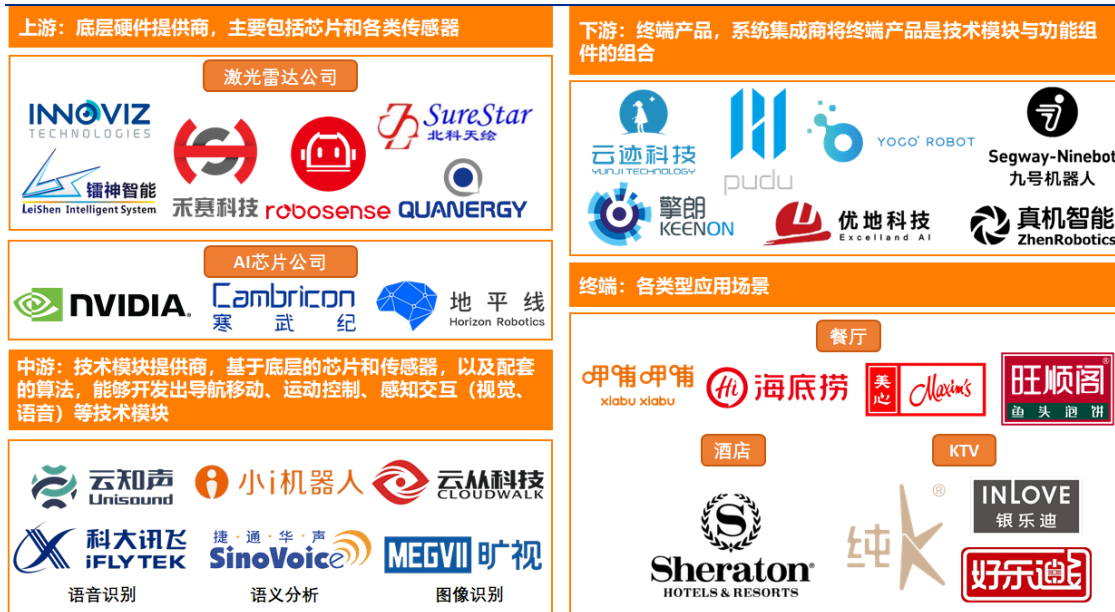 上游：底层硬件提供商，主要包括芯片和各类传感器
激光雷达公司
INNOVIZ
TECHNOLOGIES
镭神智能
LeiShen Intelligent System
禾赛科技
robosense
SureStar
北科天绘
QUANERGY
AI芯片公司
NVIDIA.
Cambricon
寒武纪
地平线
Horizon Robotics
中游：技术模块提供商，基于底层的芯片和传感器，以及配套
的算法，能够开发出导航移动、运动控制、感知交互（视觉、
语音）等技术模块
云知声
Unisound
小i机器人
云从科技
CLOUDWALK
科大讯飞
iFLYTEK
捷·通·华·声
SinoVoice
MEGVII 旷视
语音识别
语义分析
图像识别
下游：终端产品，系统集成商将终端产品是技术模块与功能组
件的组合
云迹科技
YUNJI TECHNOLOGY
pudu
YOGO® ROBOT
Segway-Ninebot
九号机器人
擎朗
KEENON
优地科技
Excelland AI
真机智能
ZhenRobotics
终端：各类型应用场景
餐厅
呷哺呷哺
xiabu xiabu
Hi 海底捞
美心 Maxim's
旺顺阁
鱼头泡饼
酒店
KTV
S
Sheraton®
HOTELS & RESORTS
纯K®
INLOVE
银乐迪
好乐迪